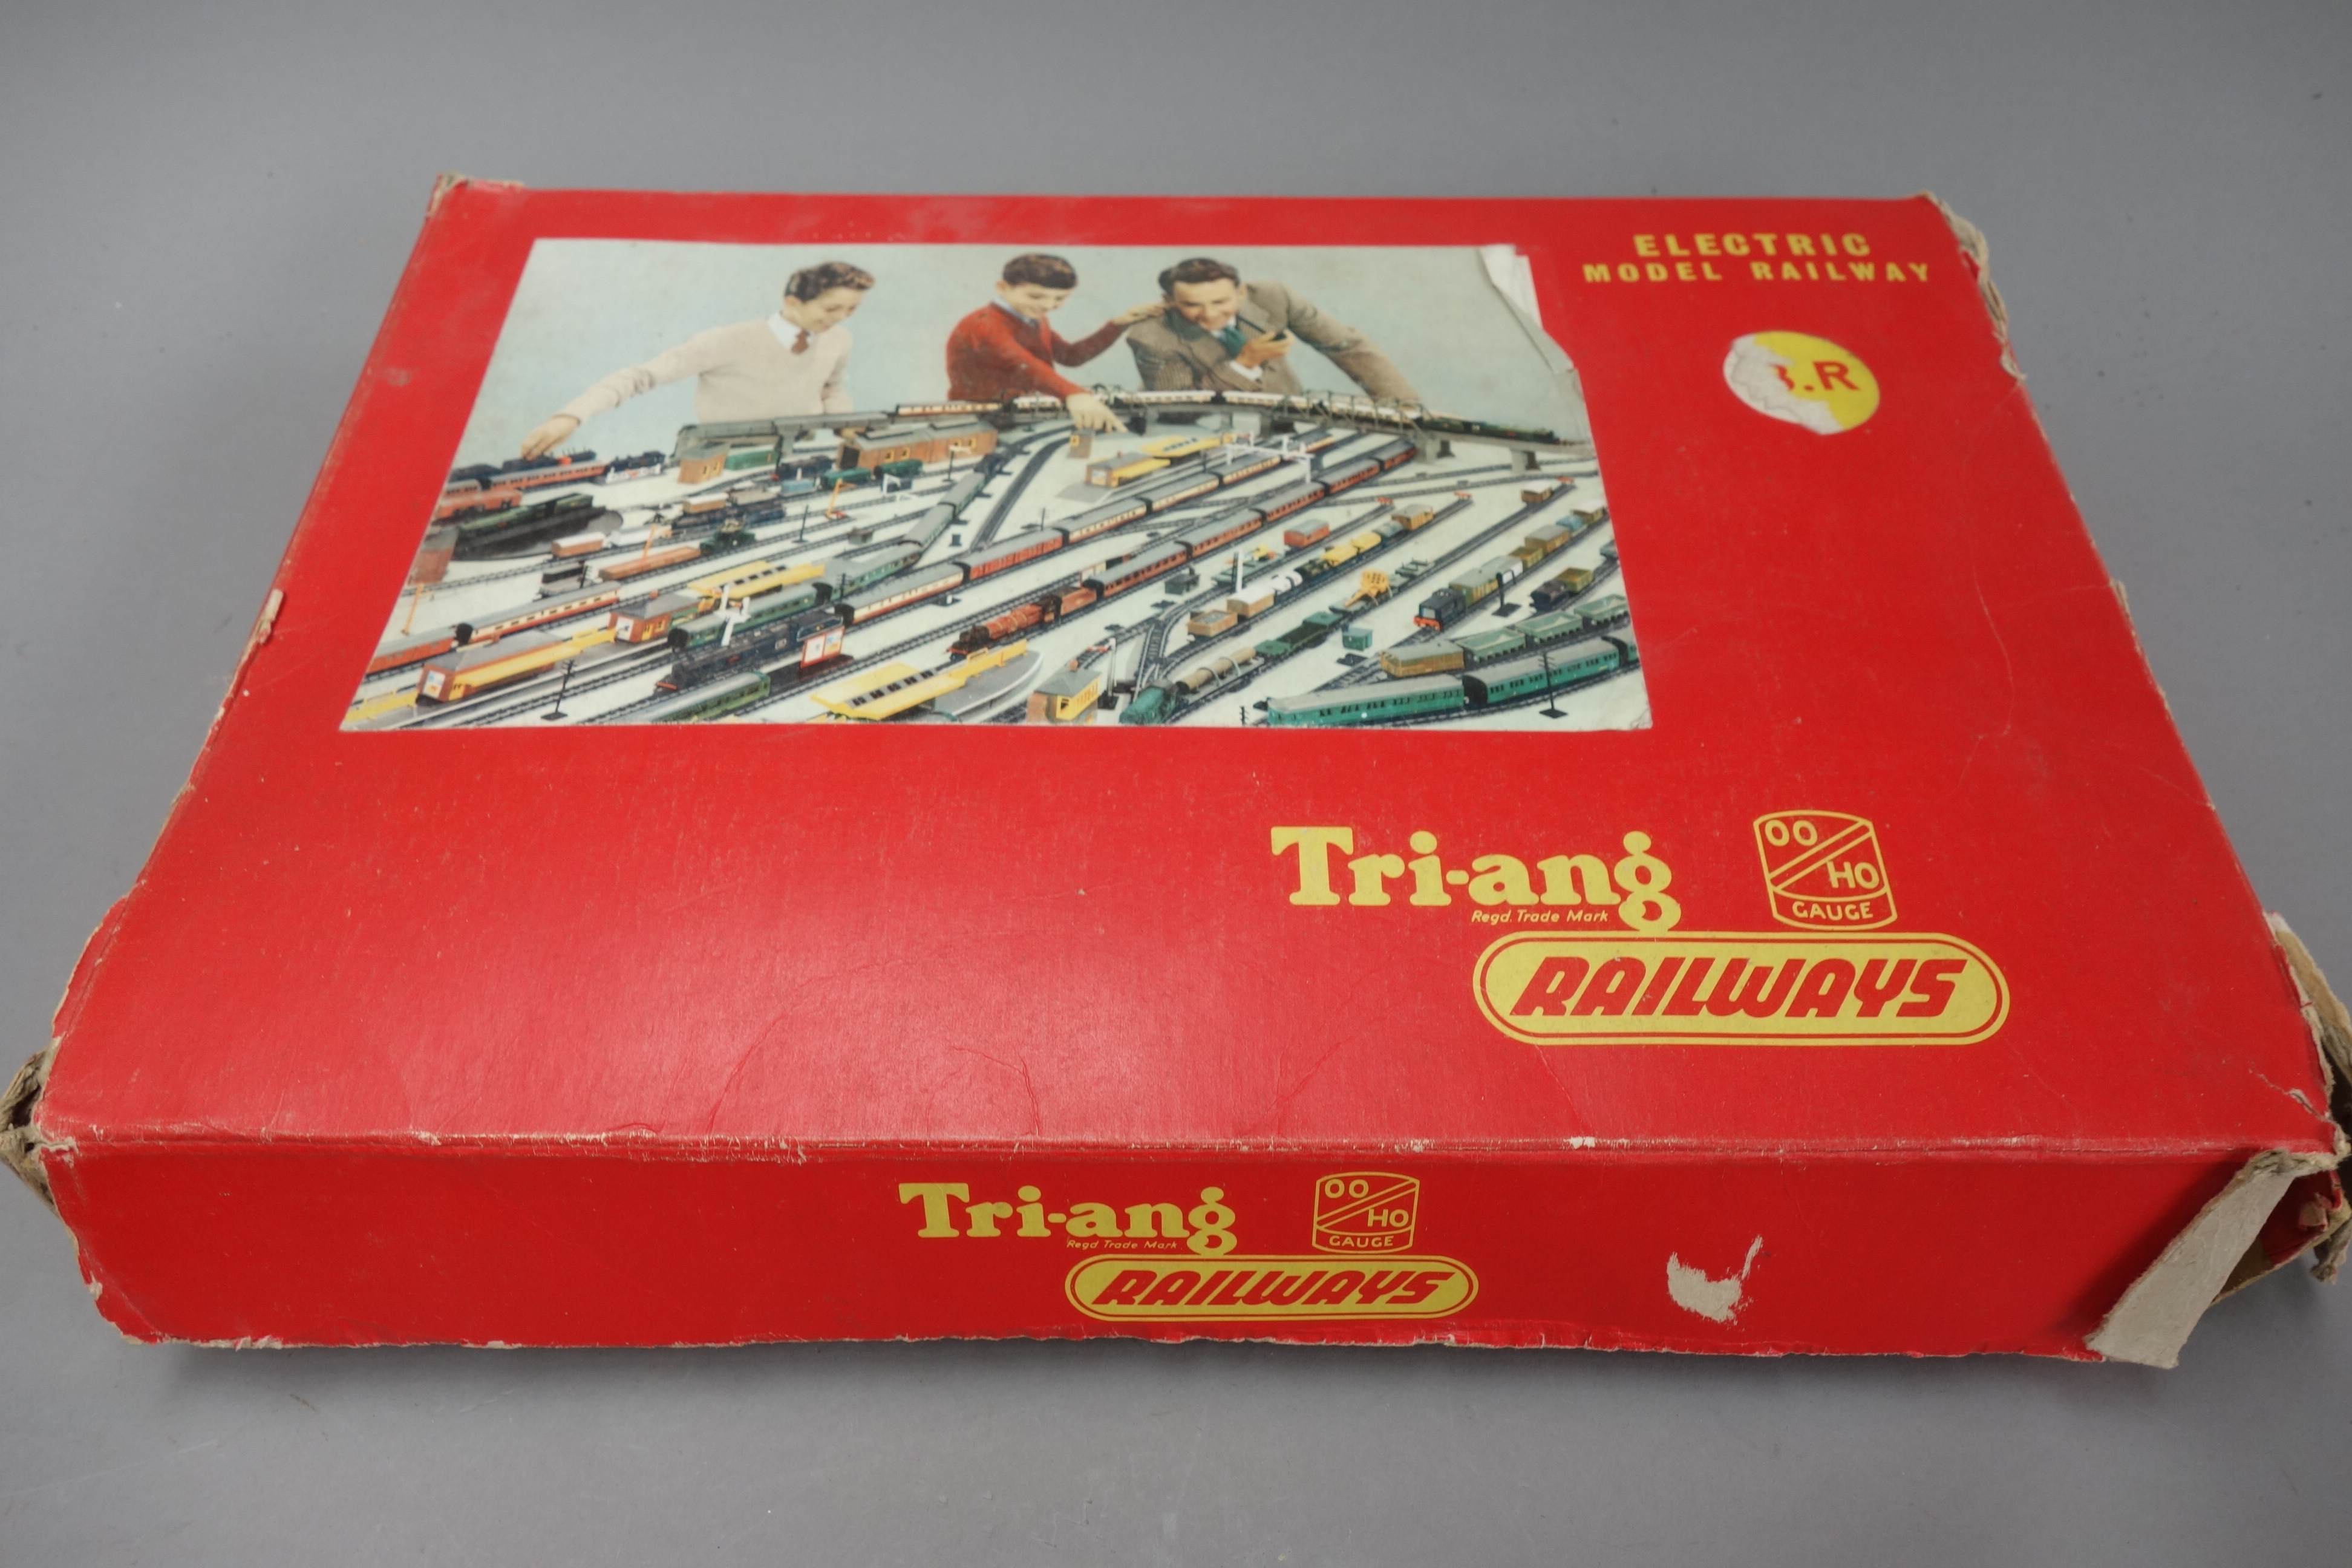 ELECTRIC
MODEL RAILWAY
.R
Tri-ang
Regd. Trade Mark
OO
HO
GAUGE
RAILWAYS
Tri-ang
Regd. Trade Mark
OO
HO
GAUGE
RAILWAYS